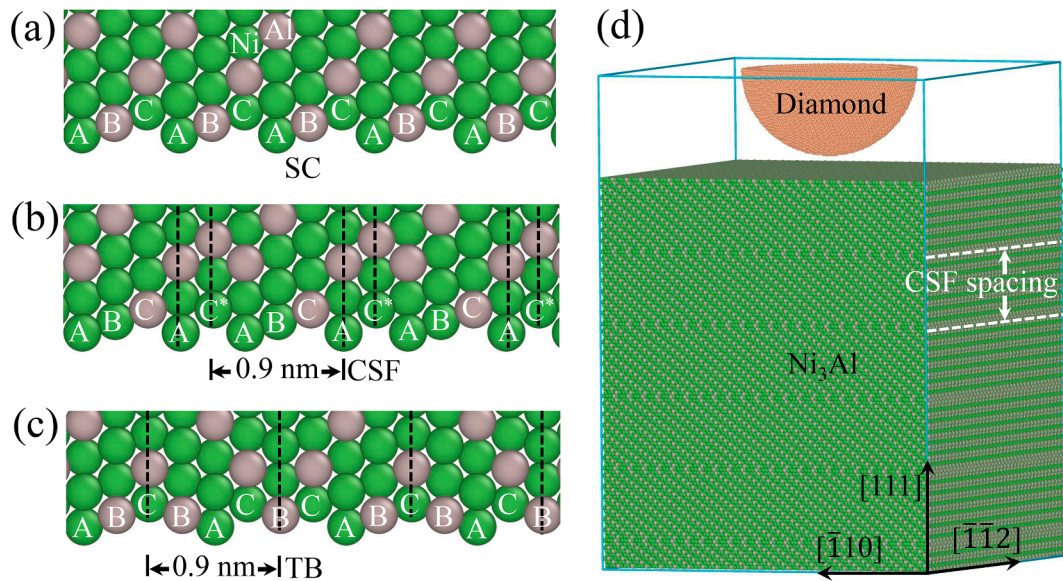 (a)
Ni Al
A B C A B C A B C A B C A B C
SC
(b)
A B C A C* A B C A C* A B C A C*
0.9 nm CSF
(c)
A B C B A C B C A B C B A C B
0.9 nm TB
(d)
Diamond
CSF spacing
Ni₃Al
[111]
[1̅10]
[1̅1̅2]